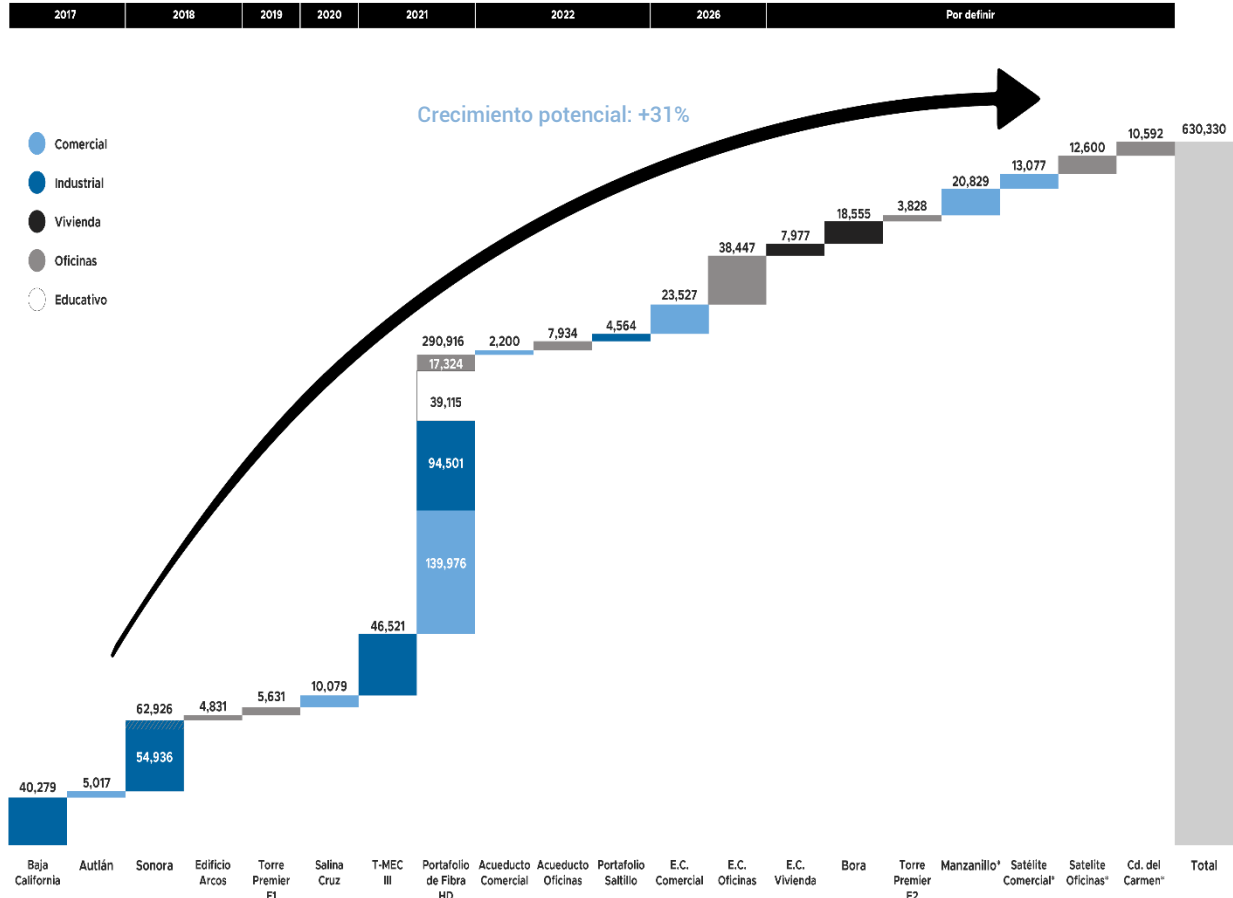 2017 2018 2019 2020 2021 2022 2026 Por definir
Crecimiento potencial: +31%
Comercial
Industrial
Vivienda
Oficinas
Educativo
40,279
5,017
62,926
54,936
4,831
5,631
10,079
46,521
290,916
17,324
39,115
94,501
139,976
2,200
7,934
4,564
23,527
38,447
7,977
18,555
3,828
20,829
13,077
12,600
10,592
630,330
Baja
California
Autlán
Sonora
Edificio
Arcos
Torre
Premier
F1
Salina
Cruz
T-MEC
III
Portafolio
de Fibra
HD
Acueducto
Comercial
Acueducto
Oficinas
Portafolio
Saltillo
E.C.
Comercial
E.C.
Oficinas
E.C.
Vivienda
Bora
Torre
Premier
F2
Manzanillo*
Satélite
Comercial*
Satelite
Oficinas*
Cd. del
Carmen*
Total